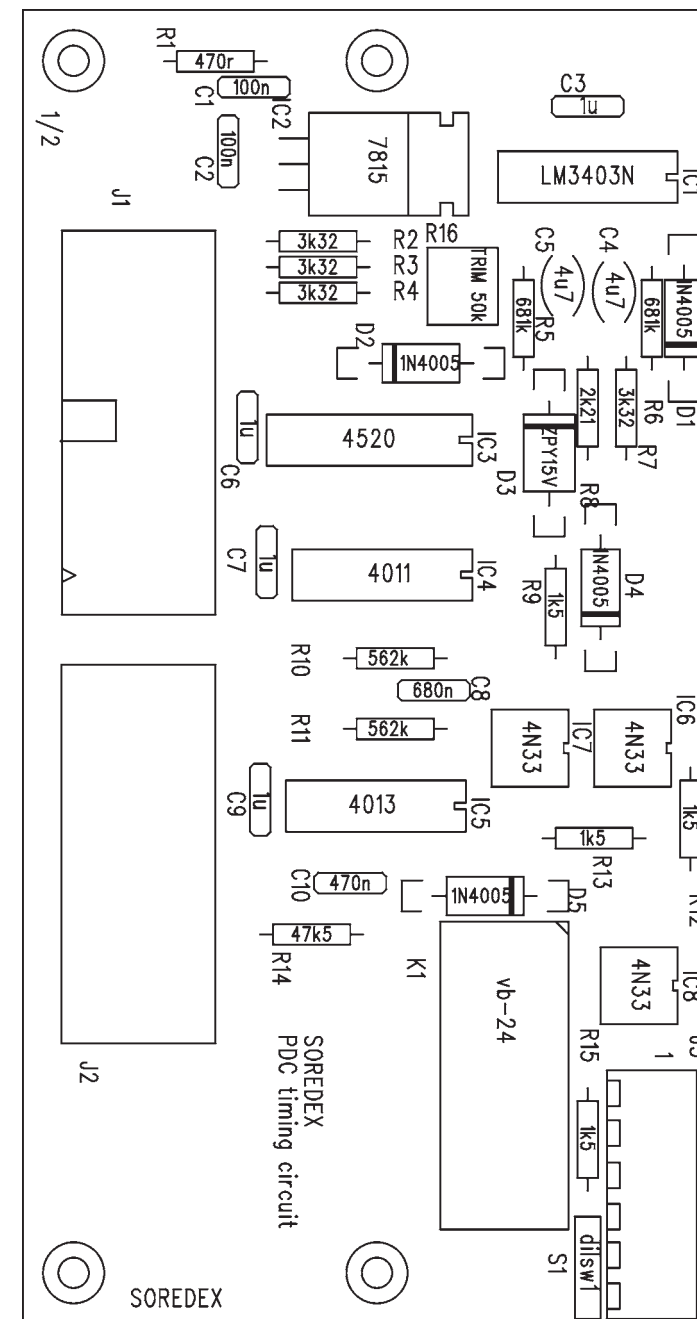 R1
470r
C1
100n
IC2
C3
1u
1/2
100n
C2
7815
LM3403N
IC1
J1
3k32
R2
R16
3k32
R3
3k32
R4
TRIM 50k
C5
4u7
C4
4u7
681k
R5
681k
1N4005
D2
1N4005
2k21
3k32
R6
D1
1u
C6
4520
IC3
ZPY15V
D3
R7
R8
1u
C7
4011
IC4
R9
1k5
1N4005
D4
R10
562k
680n
C8
R11
562k
4N33
IC7
4N33
IC6
1u
C9
4013
IC5
1k5
R13
1k5
R12
C10
470n
1N4005
D5
47k5
R14
K1
vb-24
4N33
IC8
J2
SOREDEX
PDC timing circuit
R15
1
1k5
S1
dilsw1
SOREDEX